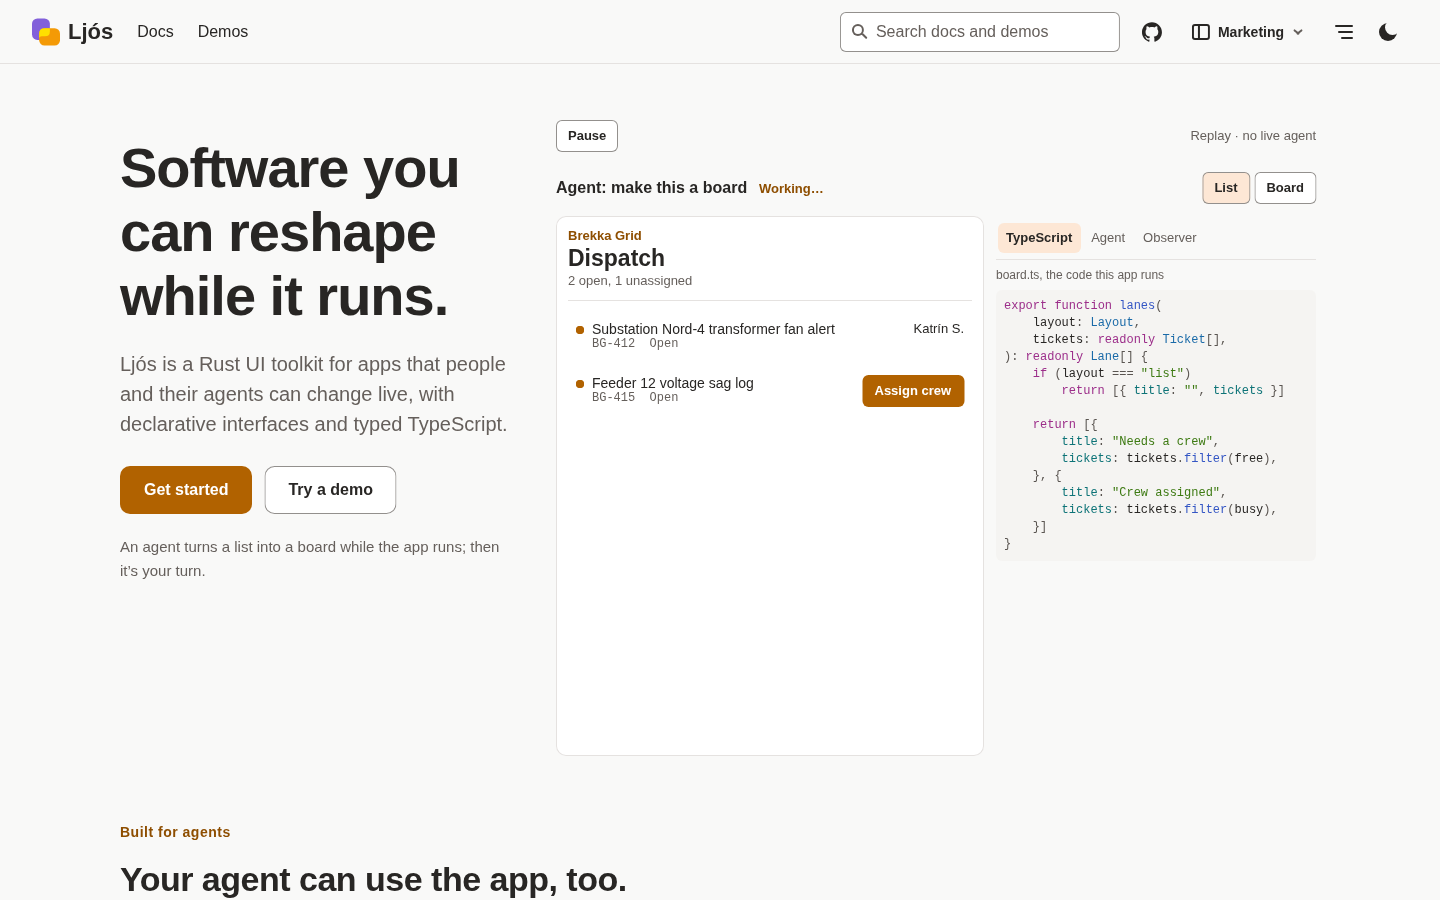 Ljós
Docs
Demos
Search docs and demos
Marketing
Software you
can reshape
while it runs.
Ljós is a Rust UI toolkit for apps that people
and their agents can change live, with
declarative interfaces and typed TypeScript.
Get started
Try a demo
An agent turns a list into a board while the app runs; then
it’s your turn.
Pause
Replay · no live agent
Agent: make this a board
Working…
List
Board
Brekka Grid
Dispatch
2 open, 1 unassigned
Substation Nord-4 transformer fan alert
Katrín S.
BG-412 Open
Feeder 12 voltage sag log
BG-415 Open
Assign crew
TypeScript
Agent
Observer
board.ts, the code this app runs
export function lanes(
    layout: Layout,
    tickets: readonly Ticket[],
): readonly Lane[] {
    if (layout === "list")
        return [{ title: "", tickets }]
    return [{
        title: "Needs a crew",
        tickets: tickets.filter(free),
    }, {
        title: "Crew assigned",
        tickets: tickets.filter(busy),
    }]
}
Built for agents
Your agent can use the app, too.